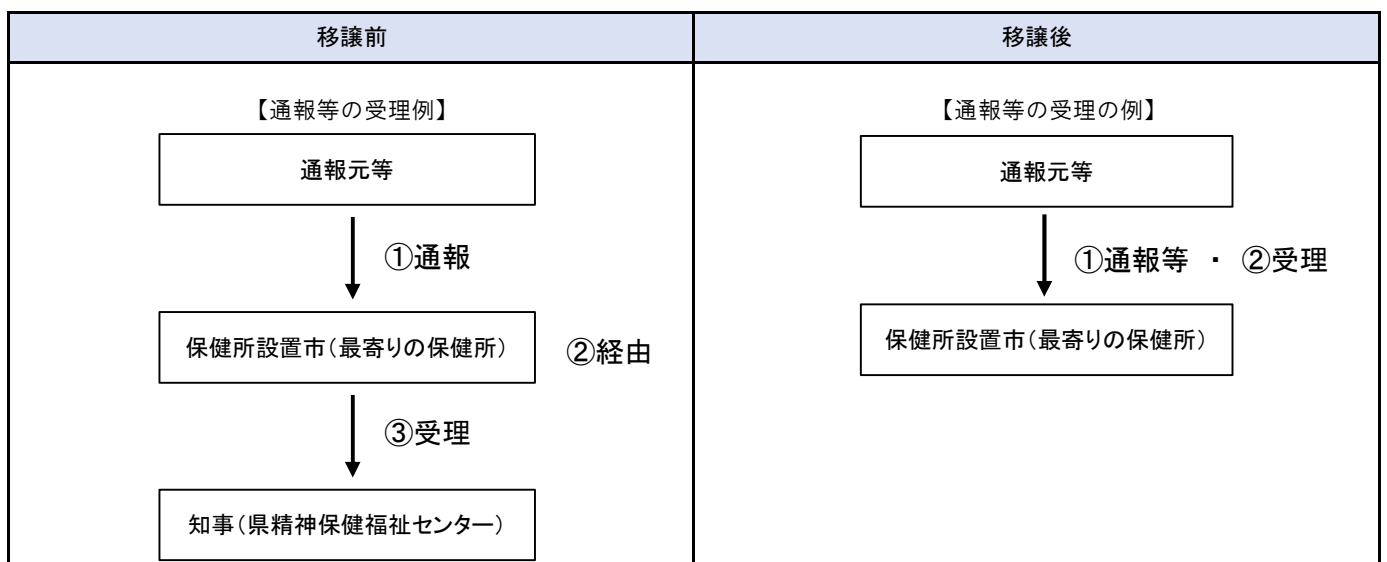 移譲前
【通報等の受理例】
通報元等
①通報
保健所設置市（最寄りの保健所）
②経由
③受理
知事（県精神保健福祉センター）
移譲後
【通報等の受理の例】
通報元等
①通報等 ・ ②受理
保健所設置市（最寄りの保健所）